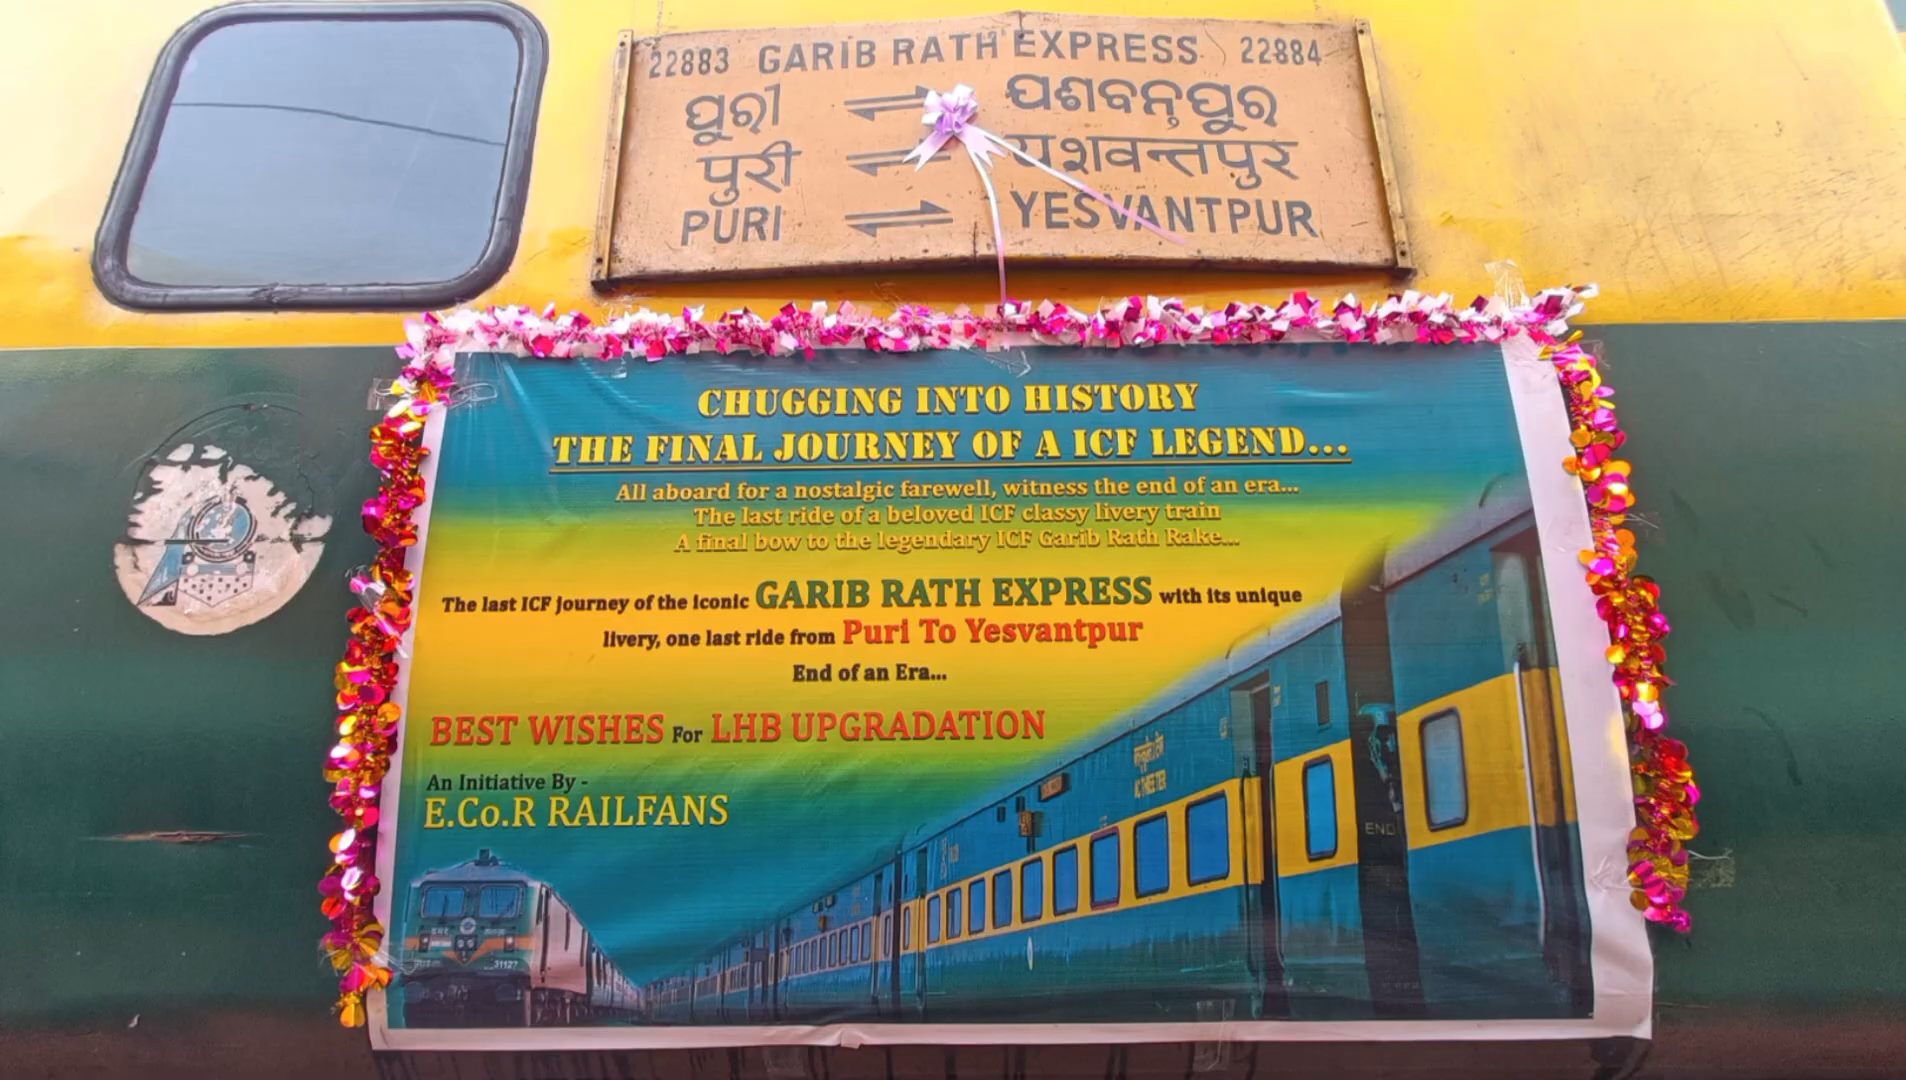 22883 GARIB RATH EXPRESS 22884
ପୁରୀ ଯଶବନ୍ତପୁର
पुरी यशवन्तपुर
PURI YESVANTPUR
CHUGGING INTO HISTORY
THE FINAL JOURNEY OF A ICF LEGEND...
All aboard for a nostalgic farewell, witness the end of an era...
The last ride of a beloved ICF classy livery train
A final bow to the legendary ICF Garib Rath Rake...
The last ICF journey of the iconic GARIB RATH EXPRESS with its unique
livery, one last ride from Puri To Yesvantpur
End of an Era...
BEST WISHES For LHB UPGRADATION
An Initiative By -
E.Co.R RAILFANS
END
31127